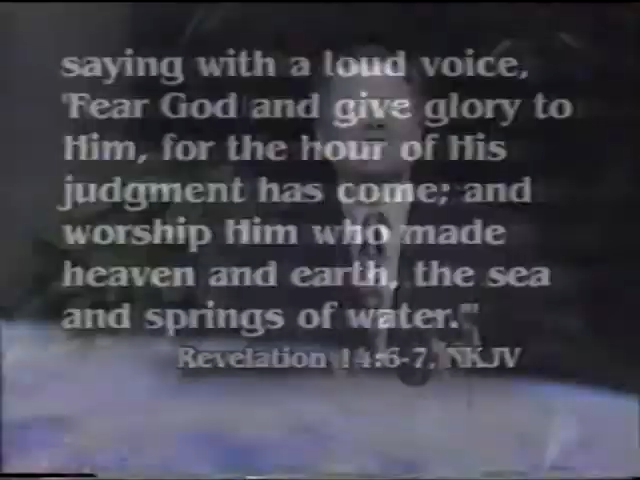 saying with a loud voice,
'Fear God and give glory to
Him, for the hour of His
judgment has come; and
worship Him who made
heaven and earth, the sea
and springs of water.'"
Revelation 14:6-7, NKJV